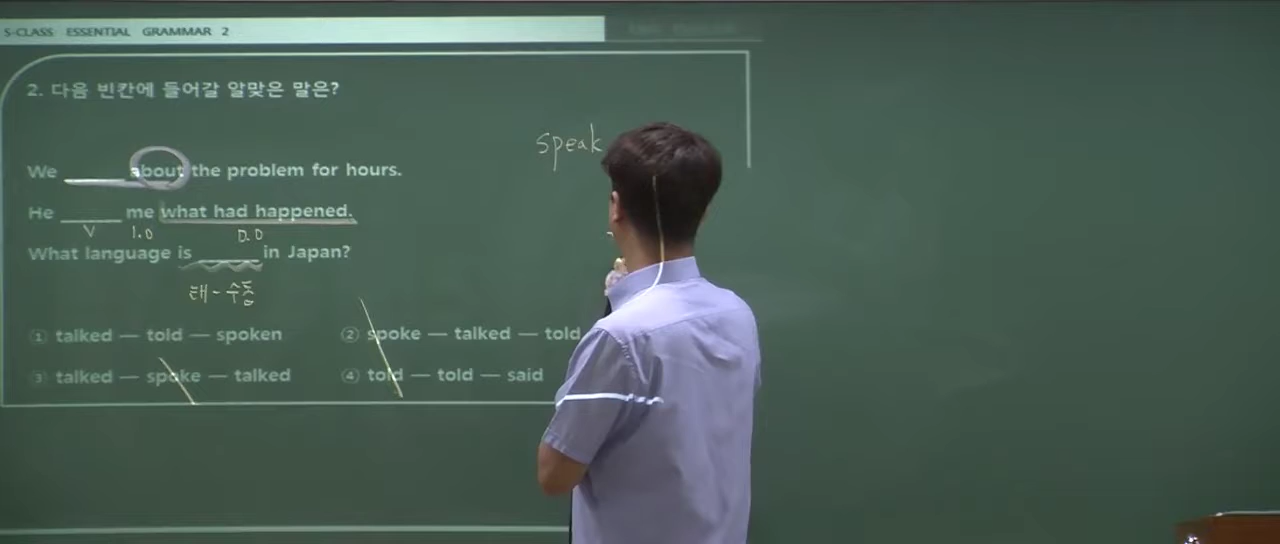 S-CLASS ESSENTIAL GRAMMAR 2
2. 다음 빈칸에 들어갈 알맞은 말은?
speak
We ______ about the problem for hours.
He ______ me what had happened.
V I.O D.O
What language is ______ in Japan?
태-수동
① talked — told — spoken ② spoke — talked — told
③ talked — spoke — talked ④ told — told — said